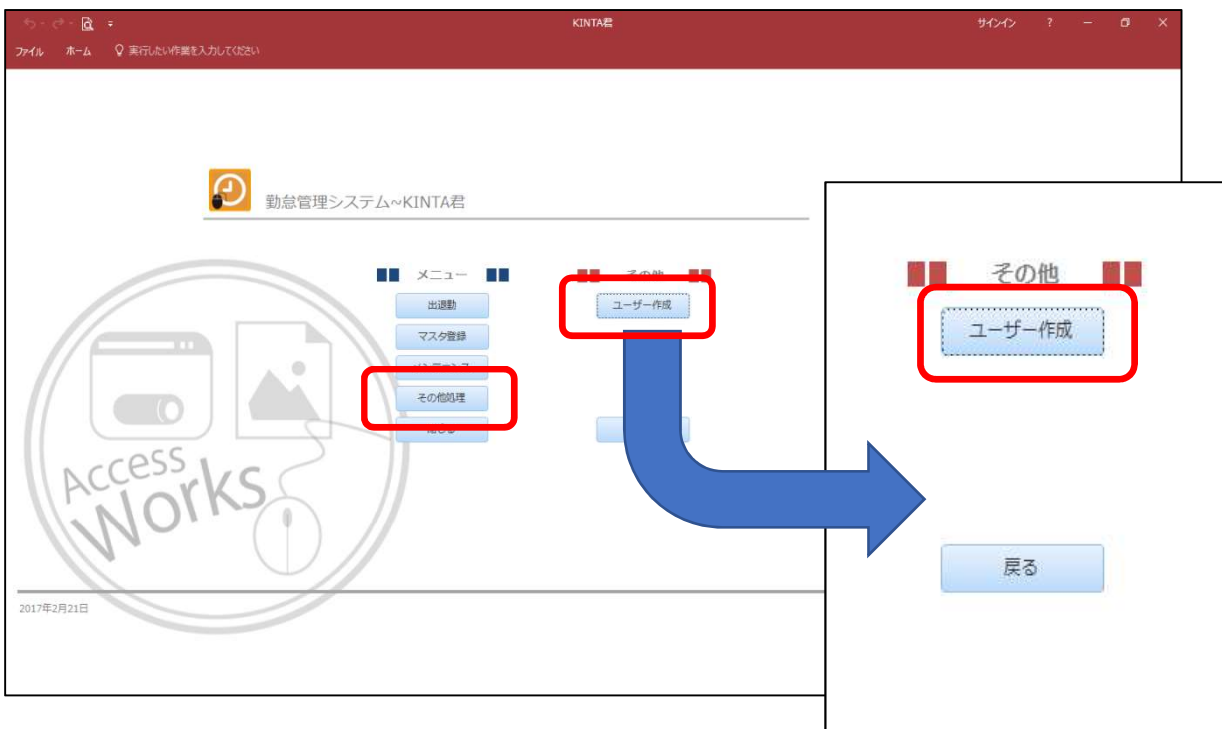 KINTA君
サインイン ?
ファイル ホーム 実行したい作業を入力してください
勤怠管理システム~KINTA君
メニュー
出退勤
マスタ登録
その他処理
その他
ユーザー作成
Access
Works
2017年2月21日
その他
ユーザー作成
戻る